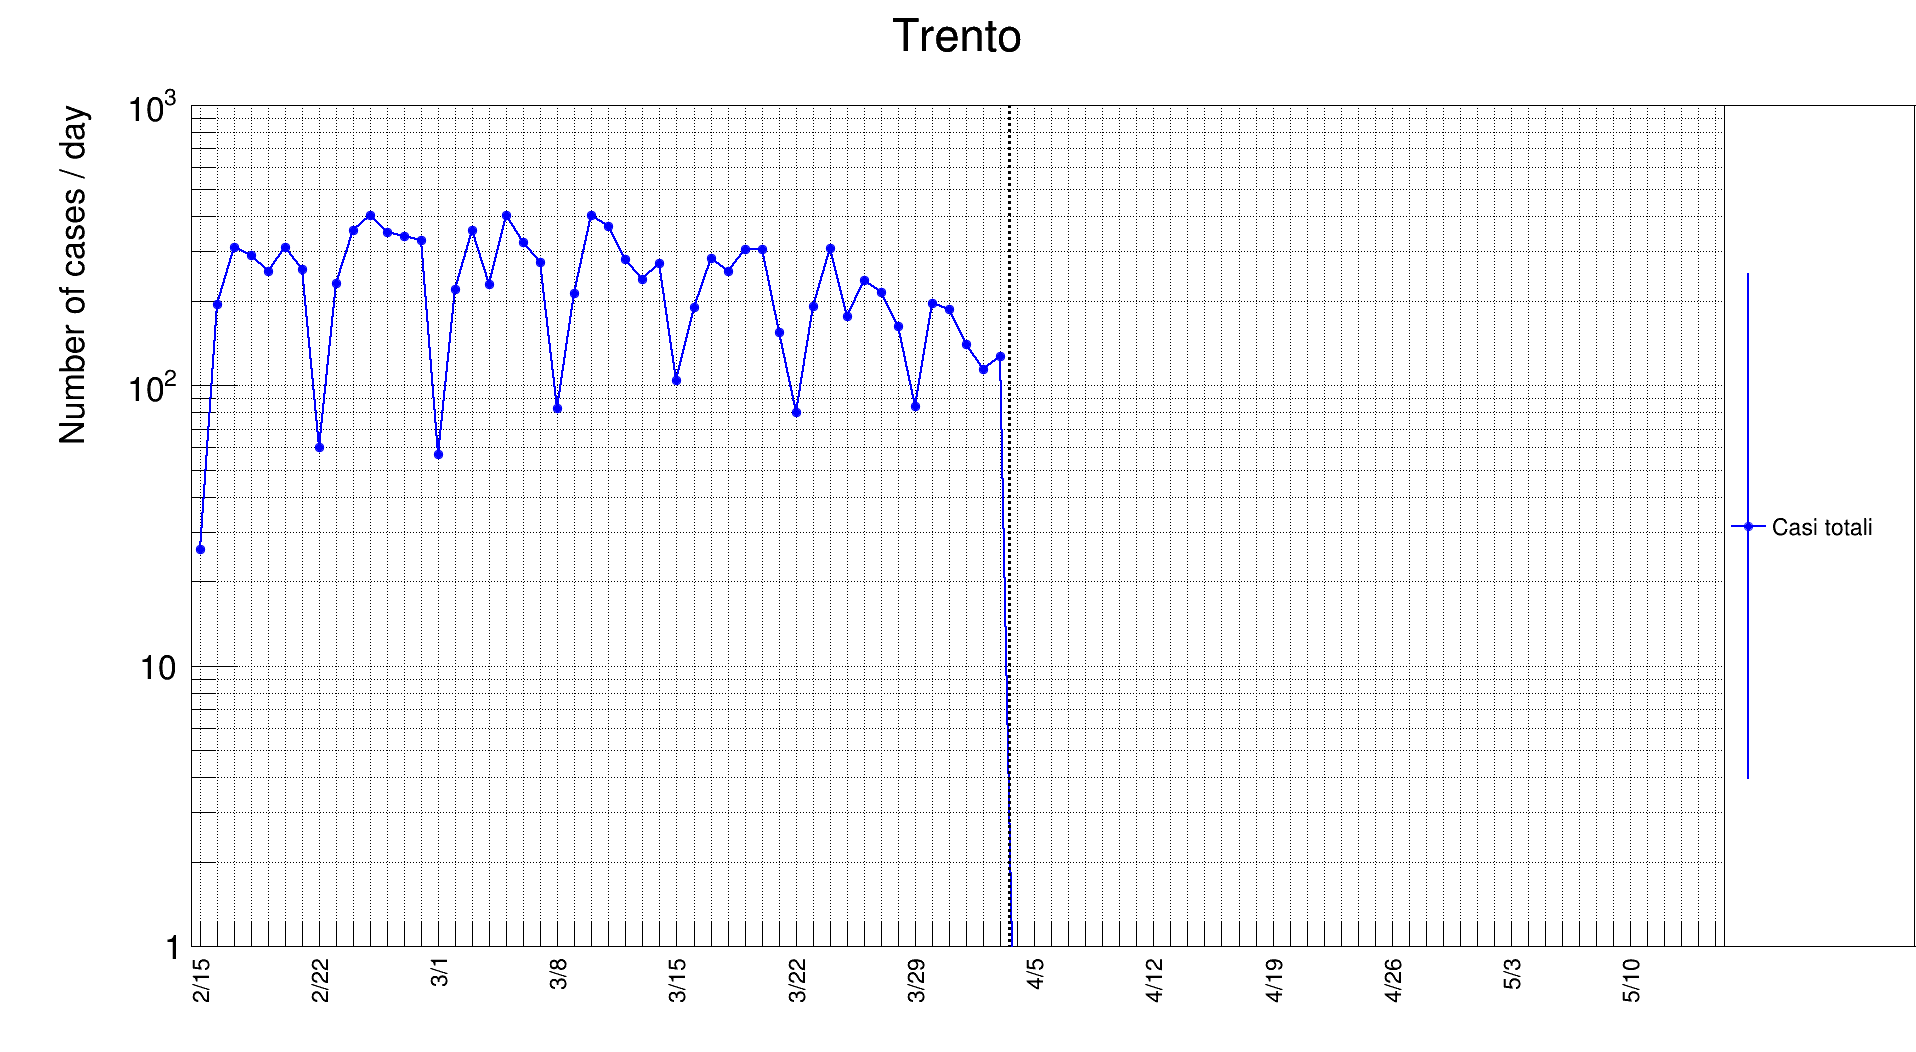 Trento
Number of cases / day
10³
10²
10
1
2/15 2/22 3/1 3/8 3/15 3/22 3/29 4/5 4/12 4/19 4/26 5/3 5/10
Casi totali